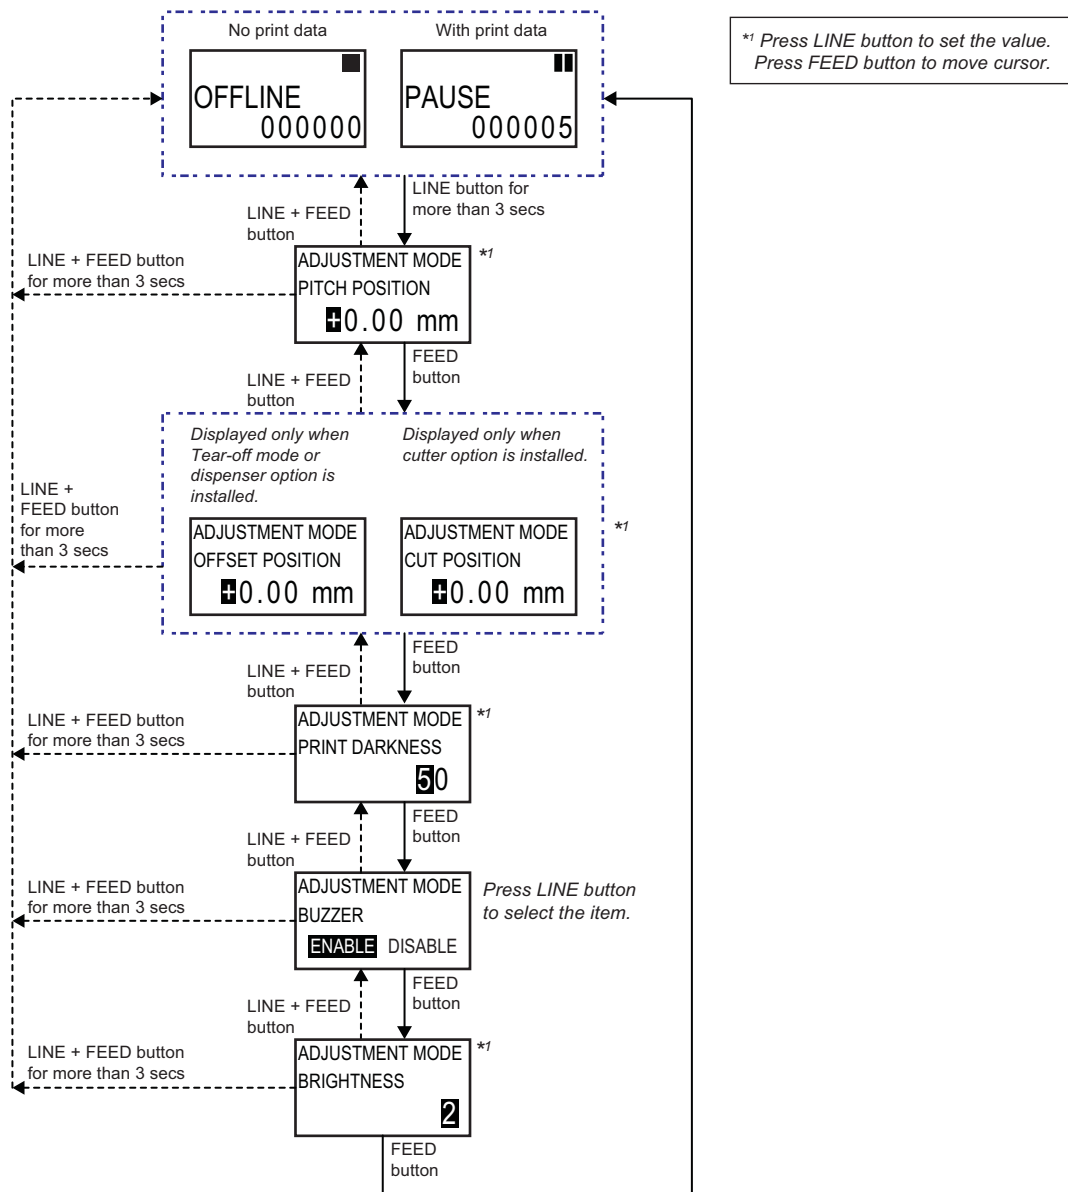 No print data
With print data
*1 Press LINE button to set the value.
Press FEED button to move cursor.
OFFLINE
000000
PAUSE
000005
LINE button for
more than 3 secs
LINE + FEED
button
LINE + FEED button
for more than 3 secs
ADJUSTMENT MODE
PITCH POSITION
+0.00 mm
*1
FEED
button
LINE + FEED
button
Displayed only when
Tear-off mode or
dispenser option is
installed.
Displayed only when
cutter option is installed.
LINE +
FEED button
for more
than 3 secs
ADJUSTMENT MODE
OFFSET POSITION
+0.00 mm
ADJUSTMENT MODE
CUT POSITION
+0.00 mm
*1
FEED
button
LINE + FEED
button
LINE + FEED button
for more than 3 secs
ADJUSTMENT MODE
PRINT DARKNESS
50
*1
FEED
button
LINE + FEED
button
LINE + FEED button
for more than 3 secs
ADJUSTMENT MODE
BUZZER
ENABLE DISABLE
Press LINE button
to select the item.
FEED
button
LINE + FEED
button
LINE + FEED button
for more than 3 secs
ADJUSTMENT MODE
BRIGHTNESS
2
*1
FEED
button